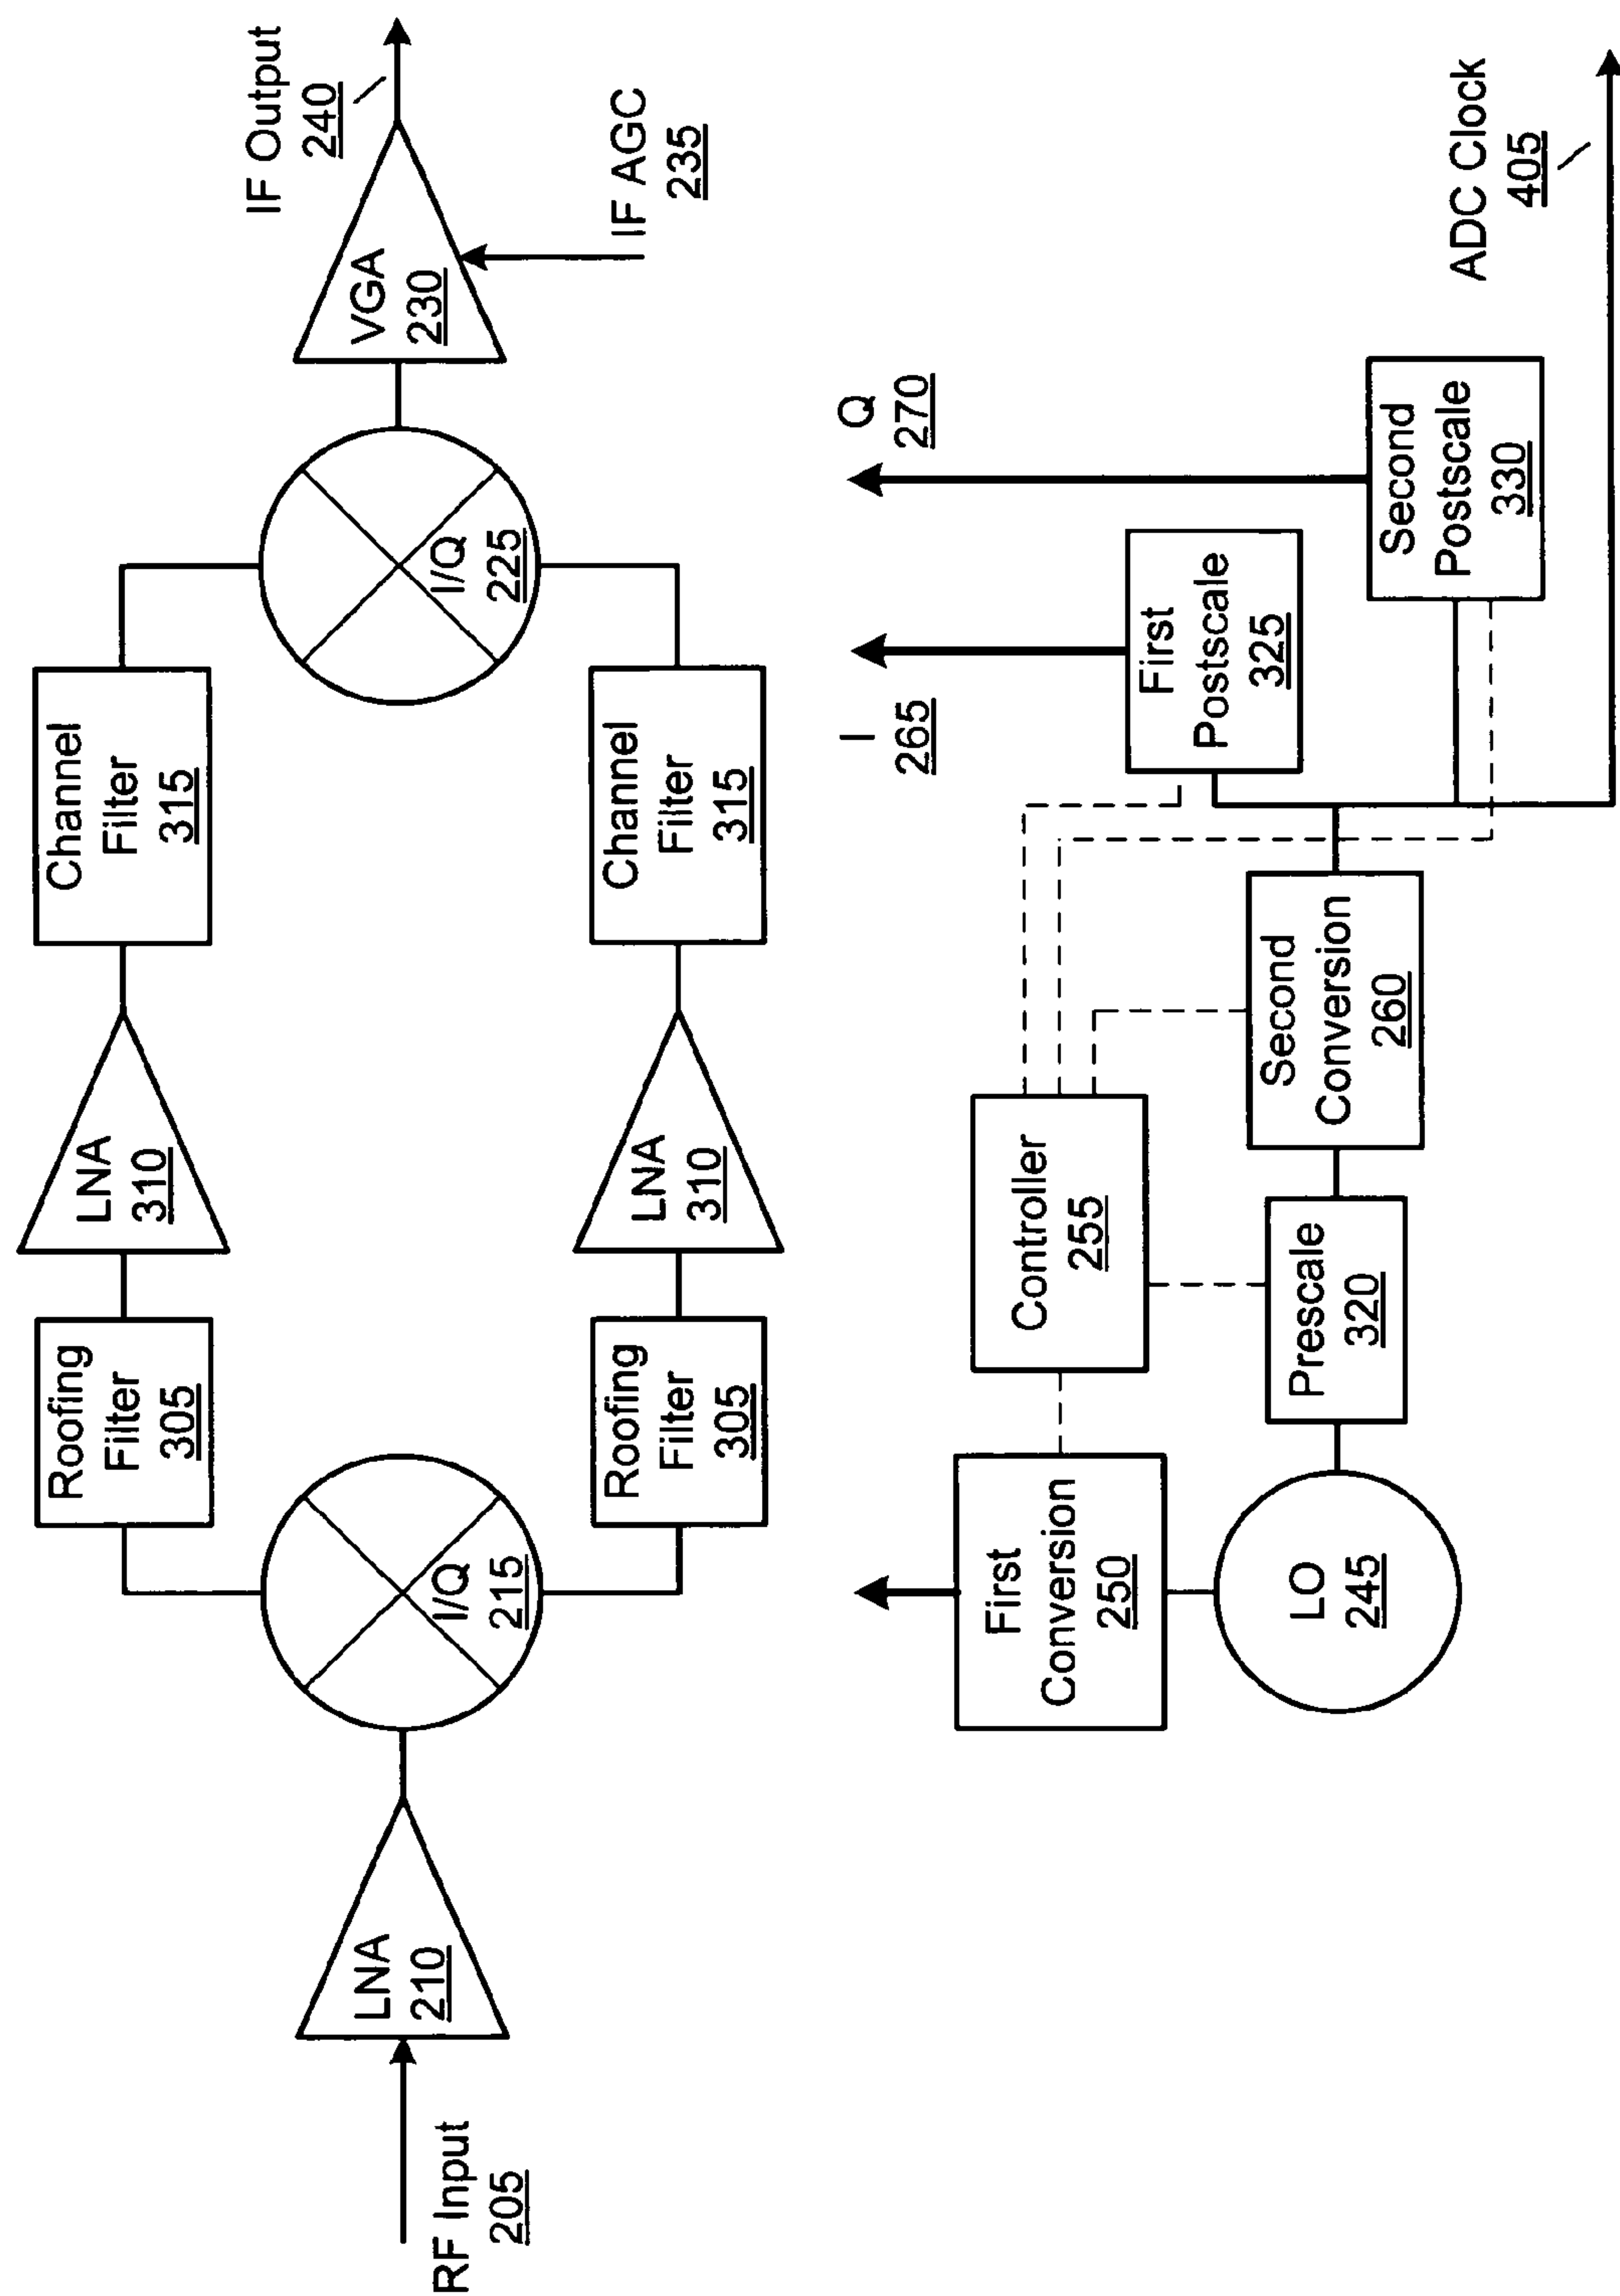 RF Input
205
LNA
210
I/Q
215
Roofing
Filter
305
LNA
310
Channel
Filter
315
Roofing
Filter
305
LNA
310
Channel
Filter
315
I/Q
225
VGA
230
IF Output
240
IF AGC
235
First
Conversion
250
LO
245
Controller
255
Prescale
320
Second
Conversion
260
I
265
First
Postscale
325
Q
270
Second
Postscale
330
ADC Clock
405